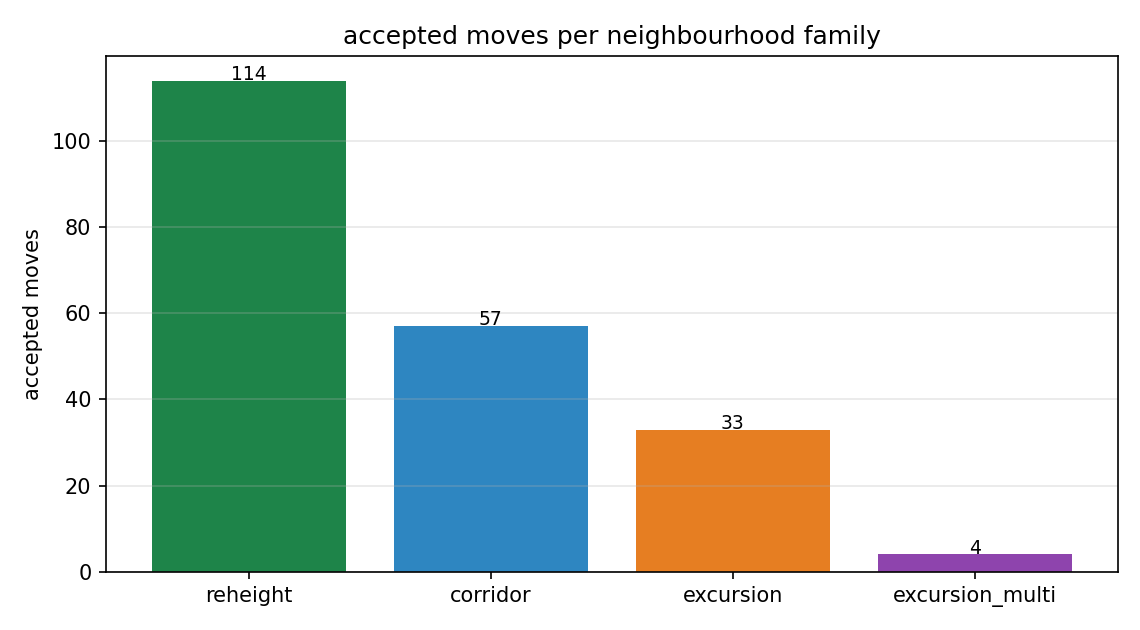 accepted moves per neighbourhood family
accepted moves
100
80
60
40
20
0
114
57
33
4
reheight
corridor
excursion
excursion_multi